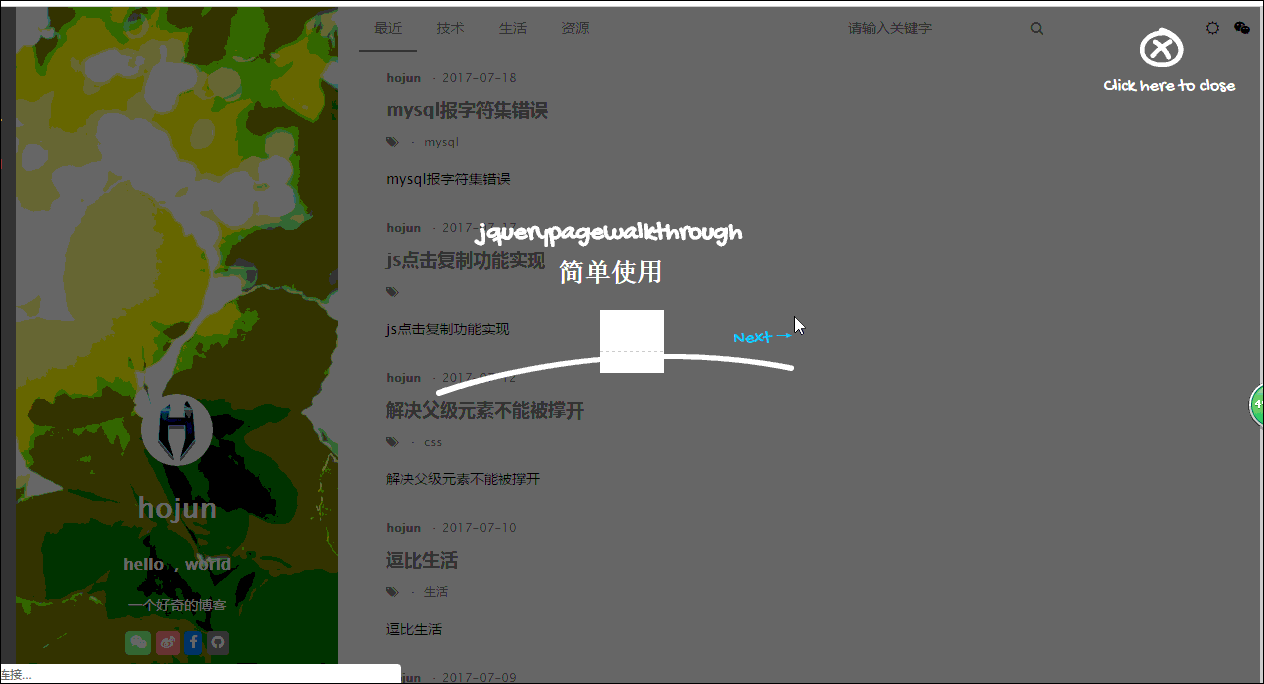 最近 技术 生活 资源 请输入关键字
Click here to close
hojun · 2017-07-18
mysql报字符集错误
· mysql
mysql报字符集错误
jquerypagewalkthrough
简单使用
hojun · 2017-07-17
js点击复制功能实现
js点击复制功能实现
Next →
hojun · 2017-07-12
解决父级元素不能被撑开
· css
解决父级元素不能被撑开
hojun · 2017-07-10
逗比生活
· 生活
逗比生活
hojun · 2017-07-09
hojun
hello ，world
一个好奇的博客
连接...